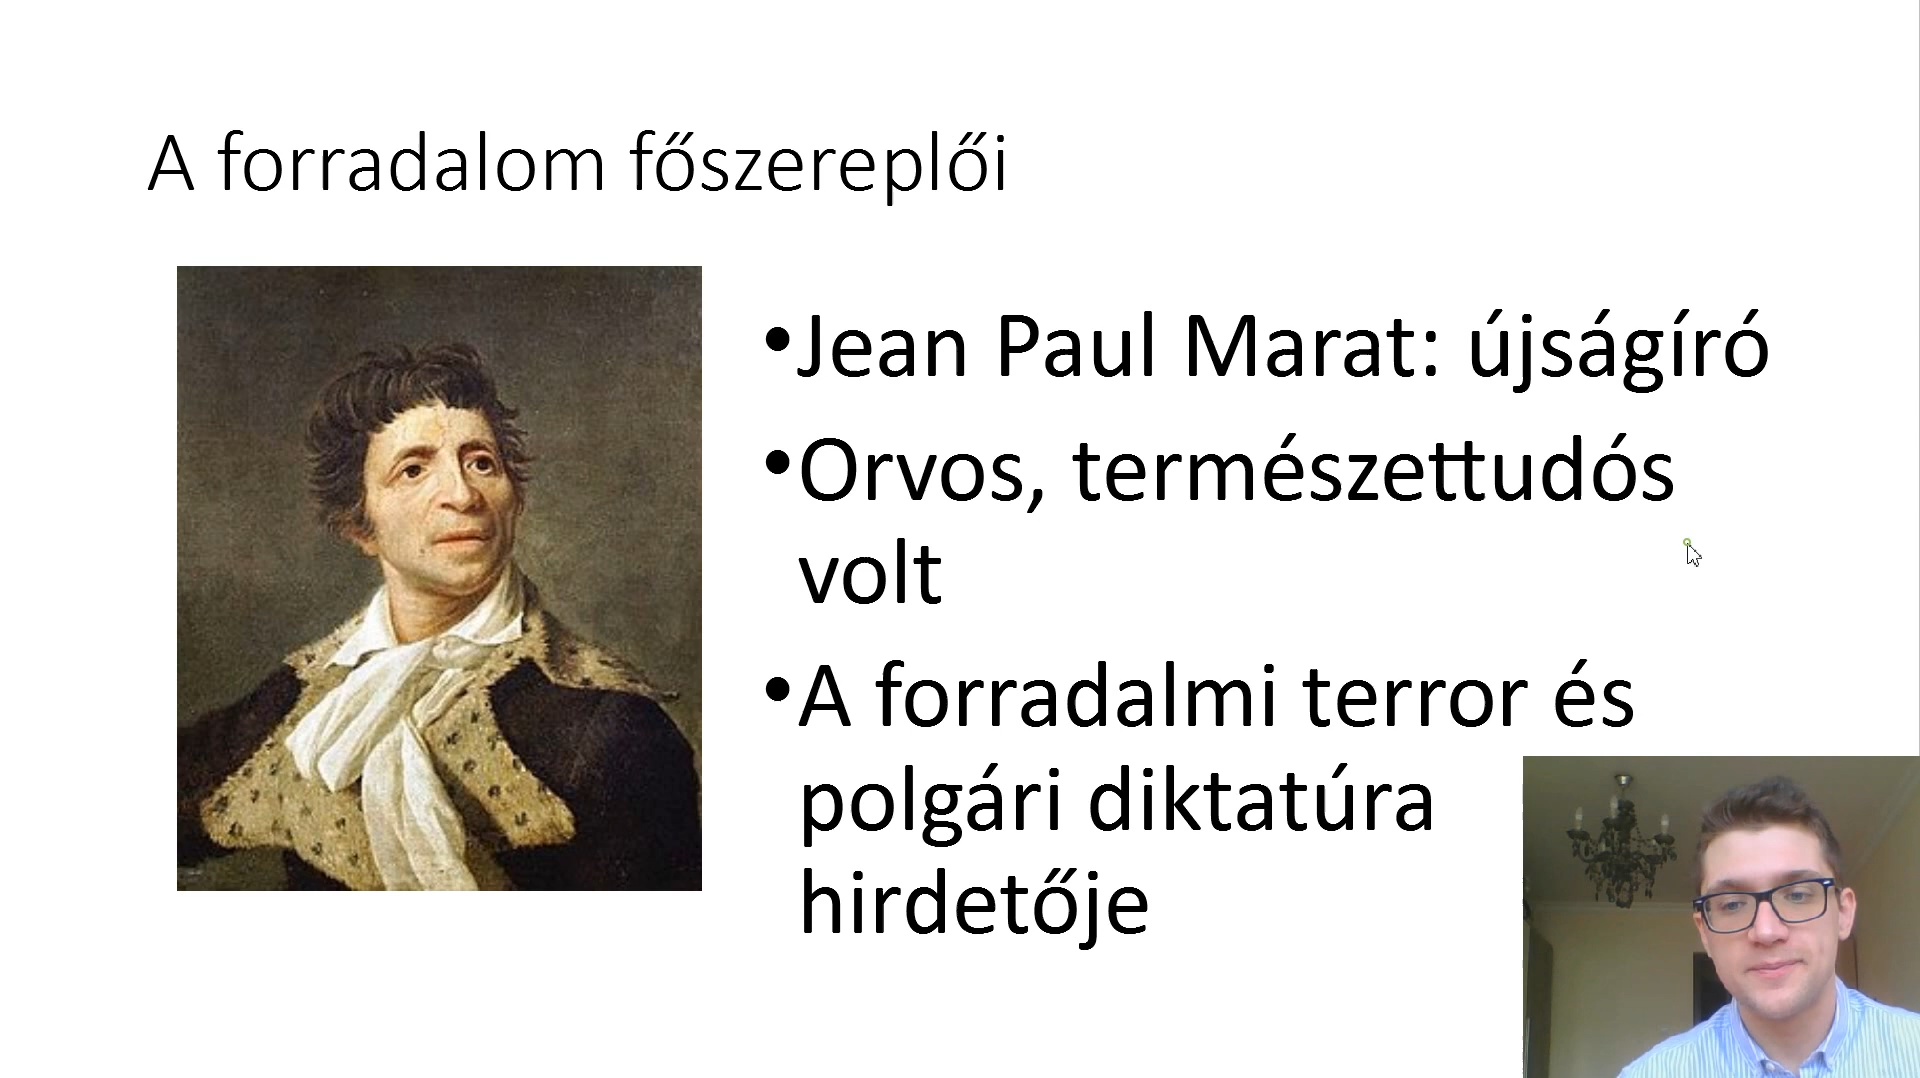 A forradalom főszereplői
•Jean Paul Marat: újságíró
•Orvos, természettudós
volt
•A forradalmi terror és
polgári diktatúra
hirdetője